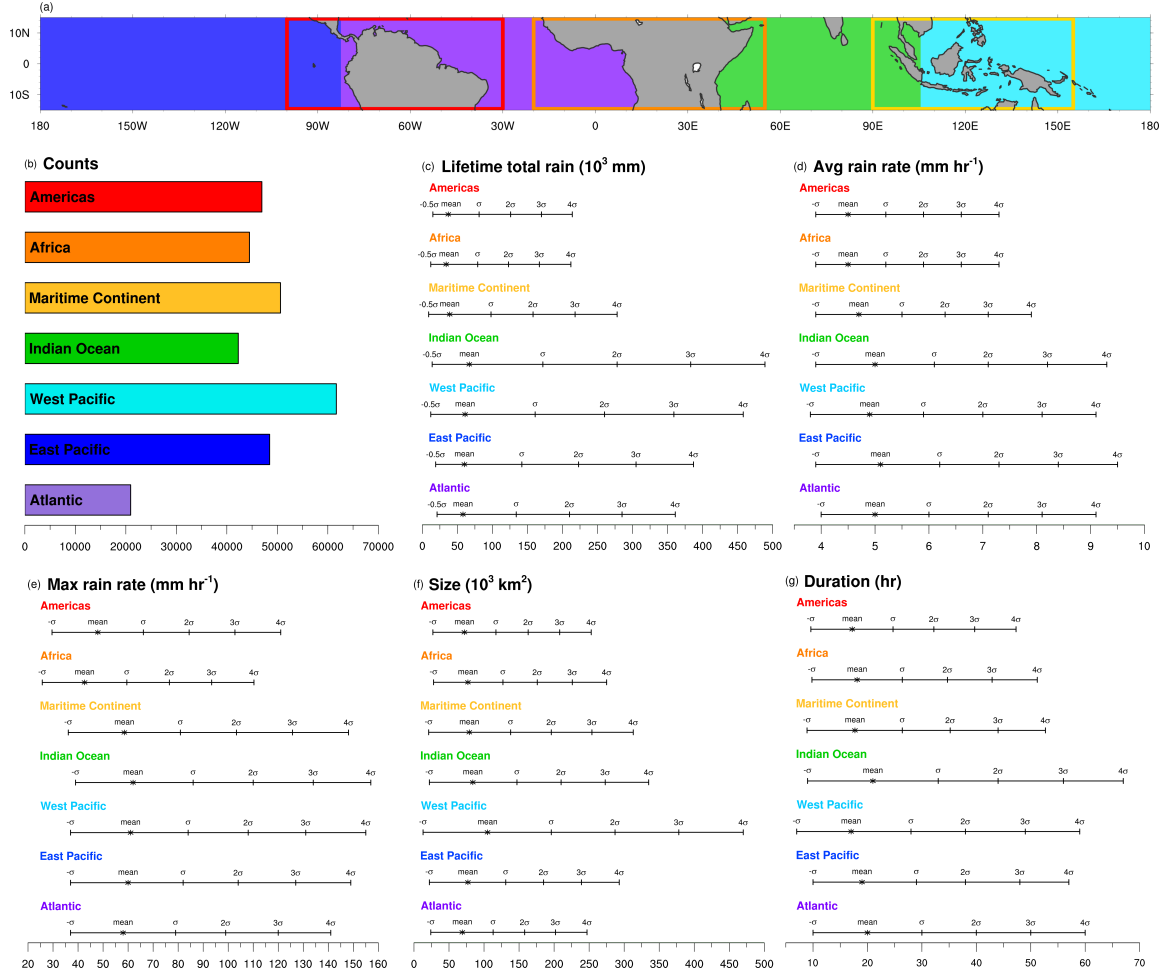 (a)
10N
0
10S
180 150W 120W 90W 60W 30W 0 30E 60E 90E 120E 150E 180
(b) Counts
Americas
Africa
Maritime Continent
Indian Ocean
West Pacific
East Pacific
Atlantic
0 10000 20000 30000 40000 50000 60000 70000
(c) Lifetime total rain (10³ mm)
Americas
-0.5σ mean σ 2σ 3σ 4σ
Africa
-0.5σ mean σ 2σ 3σ 4σ
Maritime Continent
-0.5σ mean σ 2σ 3σ 4σ
Indian Ocean
-0.5σ mean σ 2σ 3σ 4σ
West Pacific
-0.5σ mean σ 2σ 3σ 4σ
East Pacific
-0.5σ mean σ 2σ 3σ 4σ
Atlantic
-0.5σ mean σ 2σ 3σ 4σ
0 50 100 150 200 250 300 350 400 450 500
(d) Avg rain rate (mm hr⁻¹)
Americas
-σ mean σ 2σ 3σ 4σ
Africa
-σ mean σ 2σ 3σ 4σ
Maritime Continent
-σ mean σ 2σ 3σ 4σ
Indian Ocean
-σ mean σ 2σ 3σ 4σ
West Pacific
-σ mean σ 2σ 3σ 4σ
East Pacific
-σ mean σ 2σ 3σ 4σ
Atlantic
-σ mean σ 2σ 3σ 4σ
4 5 6 7 8 9 10
(e) Max rain rate (mm hr⁻¹)
Americas
-σ mean σ 2σ 3σ 4σ
Africa
-σ mean σ 2σ 3σ 4σ
Maritime Continent
-σ mean σ 2σ 3σ 4σ
Indian Ocean
-σ mean σ 2σ 3σ 4σ
West Pacific
-σ mean σ 2σ 3σ 4σ
East Pacific
-σ mean σ 2σ 3σ 4σ
Atlantic
-σ mean σ 2σ 3σ 4σ
20 30 40 50 60 70 80 90 100 110 120 130 140 150 160
(f) Size (10³ km²)
Americas
-σ mean σ 2σ 3σ 4σ
Africa
-σ mean σ 2σ 3σ 4σ
Maritime Continent
-σ mean σ 2σ 3σ 4σ
Indian Ocean
-σ mean σ 2σ 3σ 4σ
West Pacific
-σ mean σ 2σ 3σ 4σ
East Pacific
-σ mean σ 2σ 3σ 4σ
Atlantic
-σ mean σ 2σ 3σ 4σ
0 50 100 150 200 250 300 350 400 450 500
(g) Duration (hr)
Americas
-σ mean σ 2σ 3σ 4σ
Africa
-σ mean σ 2σ 3σ 4σ
Maritime Continent
-σ mean σ 2σ 3σ 4σ
Indian Ocean
-σ mean σ 2σ 3σ 4σ
West Pacific
-σ mean σ 2σ 3σ 4σ
East Pacific
-σ mean σ 2σ 3σ 4σ
Atlantic
-σ mean σ 2σ 3σ 4σ
10 20 30 40 50 60 70